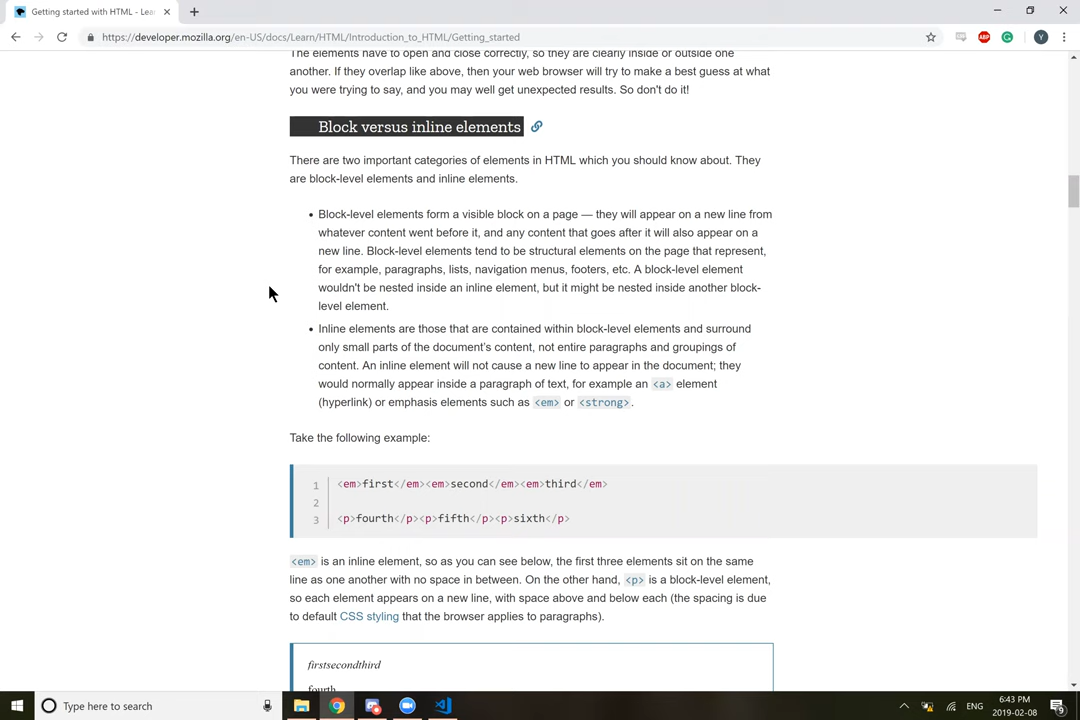 Getting started with HTML - Lea
https://developer.mozilla.org/en-US/docs/Learn/HTML/Introduction_to_HTML/Getting_started
ABP
Y
The elements have to open and close correctly, so they are clearly inside or outside one
another. If they overlap like above, then your web browser will try to make a best guess at what
you were trying to say, and you may well get unexpected results. So don't do it!
Block versus inline elements
There are two important categories of elements in HTML which you should know about. They
are block-level elements and inline elements.
• Block-level elements form a visible block on a page — they will appear on a new line from
whatever content went before it, and any content that goes after it will also appear on a
new line. Block-level elements tend to be structural elements on the page that represent,
for example, paragraphs, lists, navigation menus, footers, etc. A block-level element
wouldn't be nested inside an inline element, but it might be nested inside another block-
level element.
• Inline elements are those that are contained within block-level elements and surround
only small parts of the document's content, not entire paragraphs and groupings of
content. An inline element will not cause a new line to appear in the document; they
would normally appear inside a paragraph of text, for example an <a> element
(hyperlink) or emphasis elements such as <em> or <strong>.
Take the following example:
1 <em>first</em><em>second</em><em>third</em>
2
3 <p>fourth</p><p>fifth</p><p>sixth</p>
<em> is an inline element, so as you can see below, the first three elements sit on the same
line as one another with no space in between. On the other hand, <p> is a block-level element,
so each element appears on a new line, with space above and below each (the spacing is due
to default CSS styling that the browser applies to paragraphs).
firstsecondthird
fourth
Type here to search
ENG
6:43 PM
2019-02-08
9